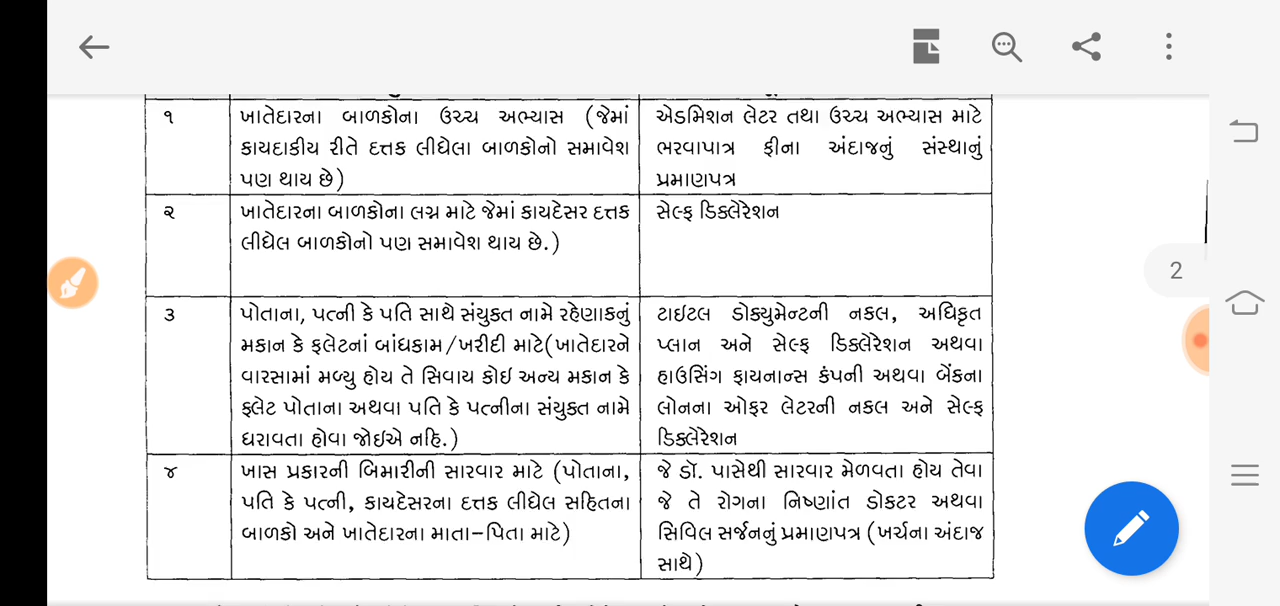 ૧
ખાતેદારના બાળકોના ઉચ્ચ અભ્યાસ (જેમાં
કાયદાકીય રીતે દત્તક લીધેલા બાળકોનો સમાવેશ
પણ થાય છે)
એડમિશન લેટર તથા ઉચ્ચ અભ્યાસ માટે
ભરવાપાત્ર ફીના અંદાજનું સંસ્થાનું
પ્રમાણપત્ર
૨
ખાતેદારના બાળકોના લગ્ન માટે જેમાં કાયદેસર દત્તક
લીધેલ બાળકોનો પણ સમાવેશ થાય છે.)
સેલ્ફ ડિક્લેરેશન
૩
પોતાના, પત્ની કે પતિ સાથે સંયુક્ત નામે રહેણાકનું
મકાન કે ફ્લેટનાં બાંધકામ/ખરીદી માટે(ખાતેદારને
વારસામાં મળ્યુ હોય તે સિવાય કોઇ અન્ય મકાન કે
ફ્લેટ પોતાના અથવા પતિ કે પત્નીના સંયુક્ત નામે
ધરાવતા હોવા જોઇએ નહિ.)
ટાઇટલ ડોક્યુમેન્ટની નકલ, અધિકૃત
પ્લાન અને સેલ્ફ ડિક્લેરેશન અથવા
હાઉસિંગ ફાયનાન્સ કંપની અથવા બેંકના
લોનના ઓફર લેટરની નકલ અને સેલ્ફ
ડિક્લેરેશન
૪
ખાસ પ્રકારની બિમારીની સારવાર માટે (પોતાના,
પતિ કે પત્ની, કાયદેસરના દત્તક લીધેલ સહિતના
બાળકો અને ખાતેદારના માતા-પિતા માટે)
જે ડૉ. પાસેથી સારવાર મેળવતા હોય તેવા
જે તે રોગના નિષ્ણાંત ડોકટર અથવા
સિવિલ સર્જનનું પ્રમાણપત્ર (ખર્ચના અંદાજ
સાથે)
2